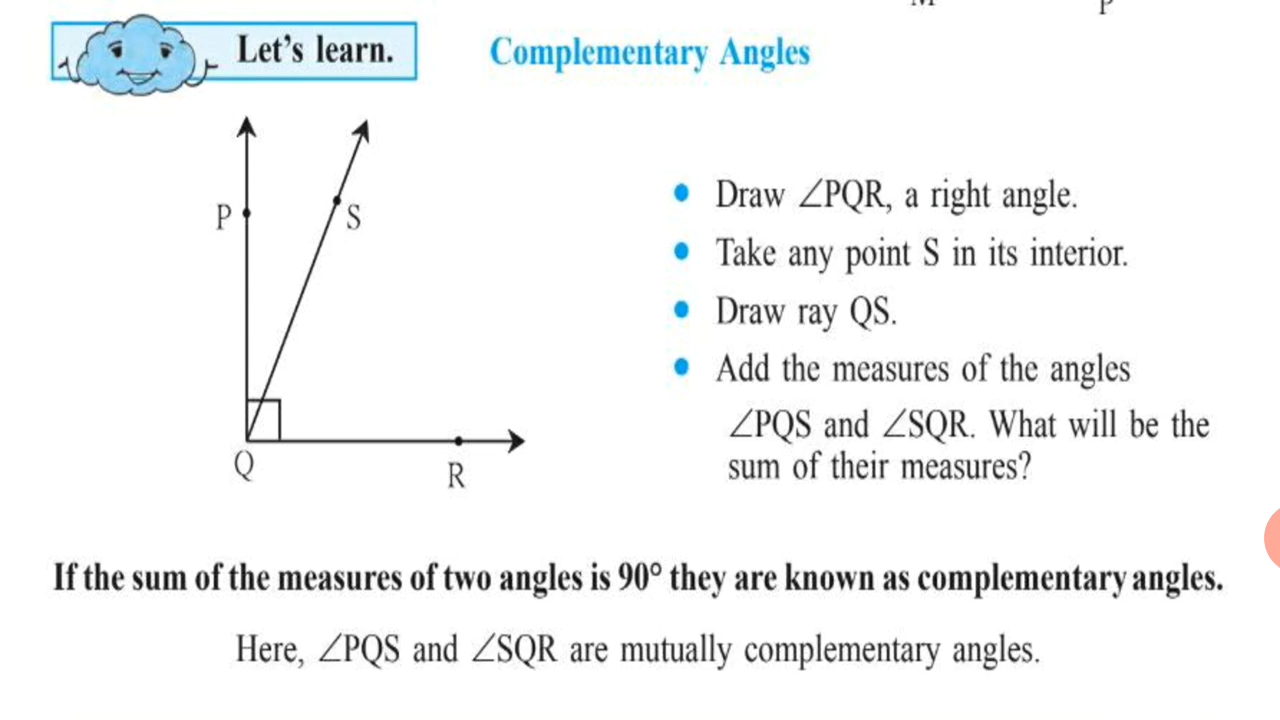 Let’s learn.
Complementary Angles
P
S
Q
R
• Draw ∠PQR, a right angle.
• Take any point S in its interior.
• Draw ray QS.
• Add the measures of the angles
∠PQS and ∠SQR. What will be the
sum of their measures?
If the sum of the measures of two angles is 90° they are known as complementary angles.
Here, ∠PQS and ∠SQR are mutually complementary angles.